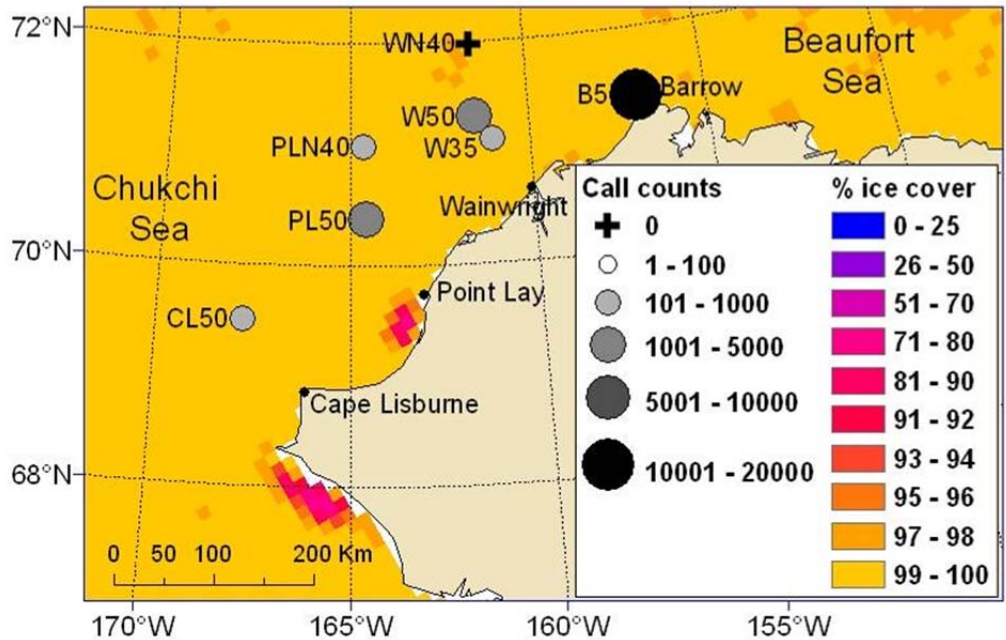 72°N
WN40
Beaufort
Sea
B5
Barrow
W50
W35
PLN40
Chukchi
Sea
PL50
Wainwright
70°N
Point Lay
CL50
Cape Lisburne
68°N
0 50 100 200 Km
170°W 165°W 160°W 155°W
Call counts
0
1 - 100
101 - 1000
1001 - 5000
5001 - 10000
10001 - 20000
% ice cover
0 - 25
26 - 50
51 - 70
71 - 80
81 - 90
91 - 92
93 - 94
95 - 96
97 - 98
99 - 100